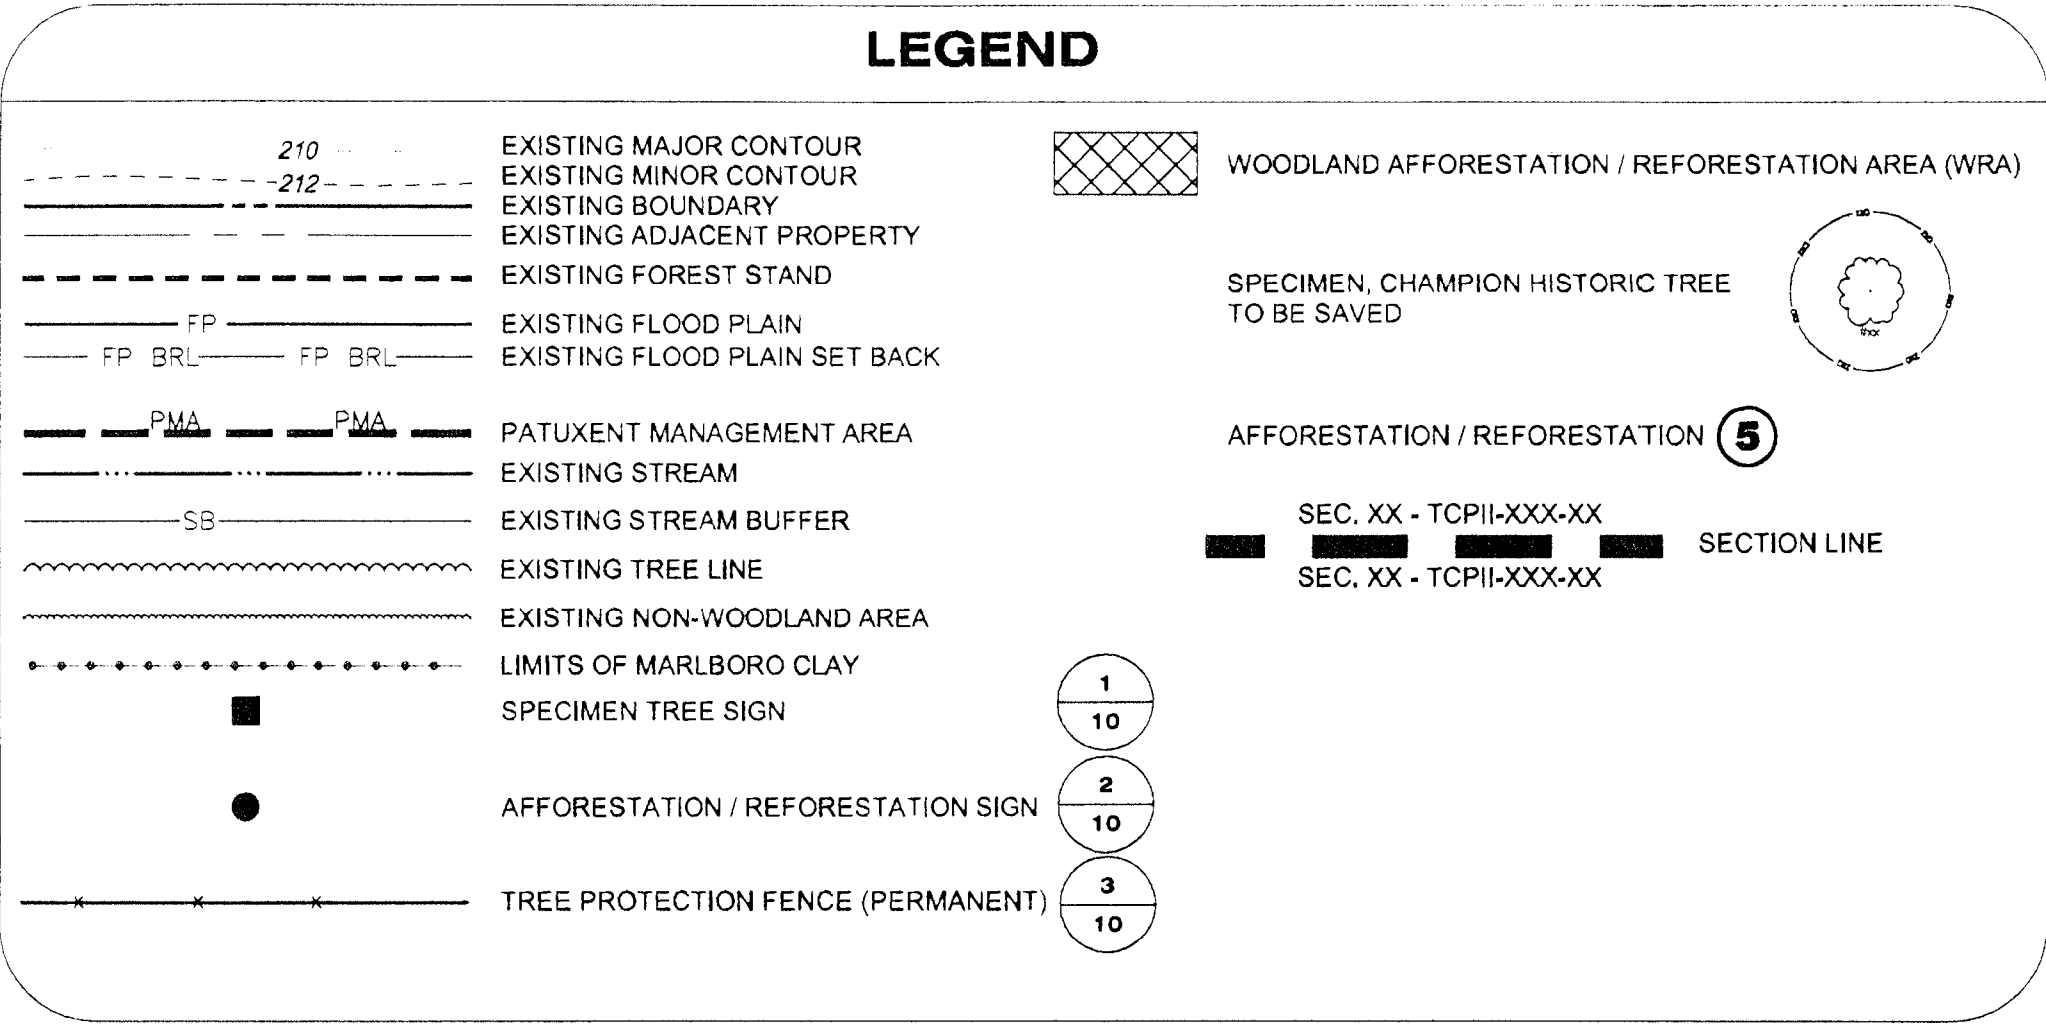 LEGEND
210 EXISTING MAJOR CONTOUR
212 EXISTING MINOR CONTOUR
EXISTING BOUNDARY
EXISTING ADJACENT PROPERTY
EXISTING FOREST STAND
FP EXISTING FLOOD PLAIN
FP BRL FP BRL EXISTING FLOOD PLAIN SET BACK
PMA PMA PATUXENT MANAGEMENT AREA
EXISTING STREAM
SB EXISTING STREAM BUFFER
EXISTING TREE LINE
EXISTING NON-WOODLAND AREA
LIMITS OF MARLBORO CLAY
SPECIMEN TREE SIGN
1
10
AFFORESTATION / REFORESTATION SIGN
2
10
TREE PROTECTION FENCE (PERMANENT)
3
10
WOODLAND AFFORESTATION / REFORESTATION AREA (WRA)
SPECIMEN, CHAMPION HISTORIC TREE
TO BE SAVED
#xx
AFFORESTATION / REFORESTATION 5
SEC. XX - TCPII-XXX-XX
SECTION LINE
SEC. XX - TCPII-XXX-XX